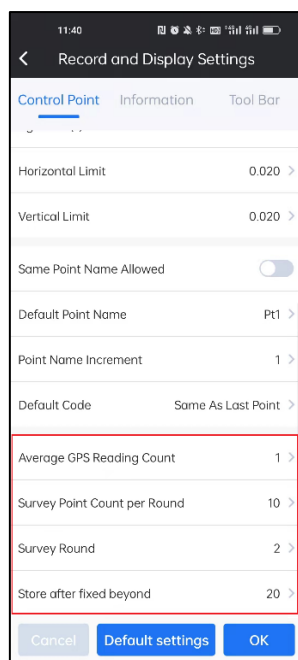 11:40
Record and Display Settings
Control Point Information Tool Bar
Horizontal Limit 0.020
Vertical Limit 0.020
Same Point Name Allowed
Default Point Name Pt1
Point Name Increment 1
Default Code Same As Last Point
Average GPS Reading Count 1
Survey Point Count per Round 10
Survey Round 2
Store after fixed beyond 20
Cancel Default settings OK